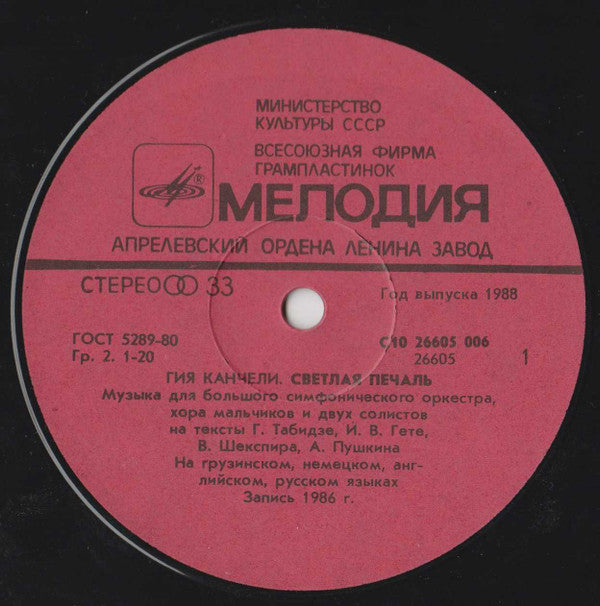 МИНИСТЕРСТВО
КУЛЬТУРЫ СССР
ВСЕСОЮЗНАЯ ФИРМА
ГРАМПЛАСТИНОК
®
МЕЛОДИЯ
АПРЕЛЕВСКИЙ ОРДЕНА ЛЕНИНА ЗАВОД
СТЕРЕО 33
Год выпуска 1988
ГОСТ 5289-80
С10 26605 006
Гр. 2. 1-20
26605
1
ГИЯ КАНЧЕЛИ. СВЕТЛАЯ ПЕЧАЛЬ
Музыка для большого симфонического оркестра,
хора мальчиков и двух солистов
на тексты Г. Табидзе, И. В. Гете,
В. Шекспира, А. Пушкина
На грузинском, немецком, анг-
лийском, русском языках
Запись 1986 г.